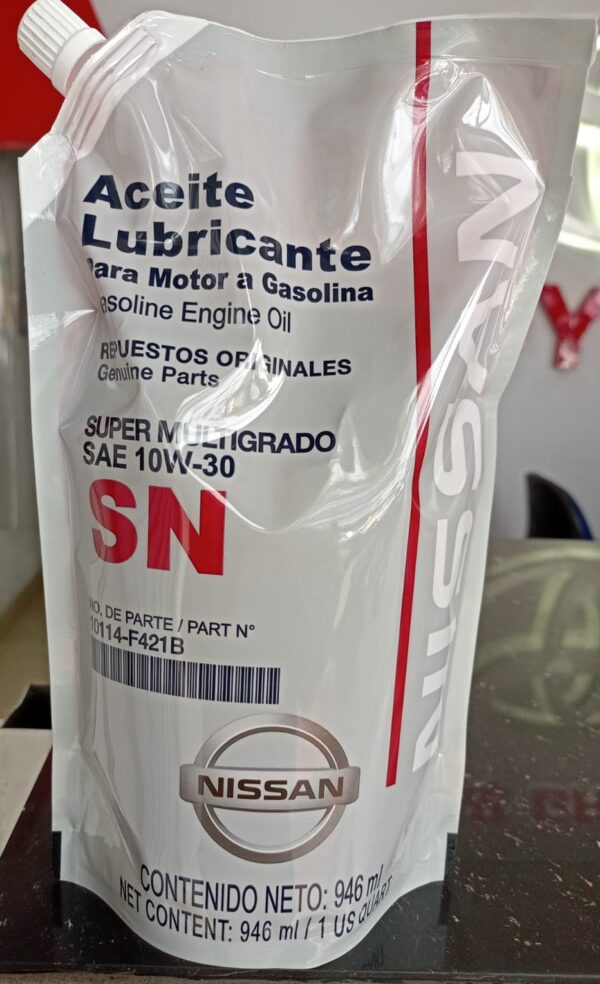 Aceite
Lubricante
Para Motor a Gasolina
asoline Engine Oil
REPUESTOS ORIGINALES
Genuine Parts
SUPER MULTIGRADO
SAE 10W-30
SN
NO. DE PARTE / PART N°
10114-F421B
NISSAN
CONTENIDO NETO: 946 ml
NET CONTENT: 946 ml / 1 US QUART
NISSAN
Y